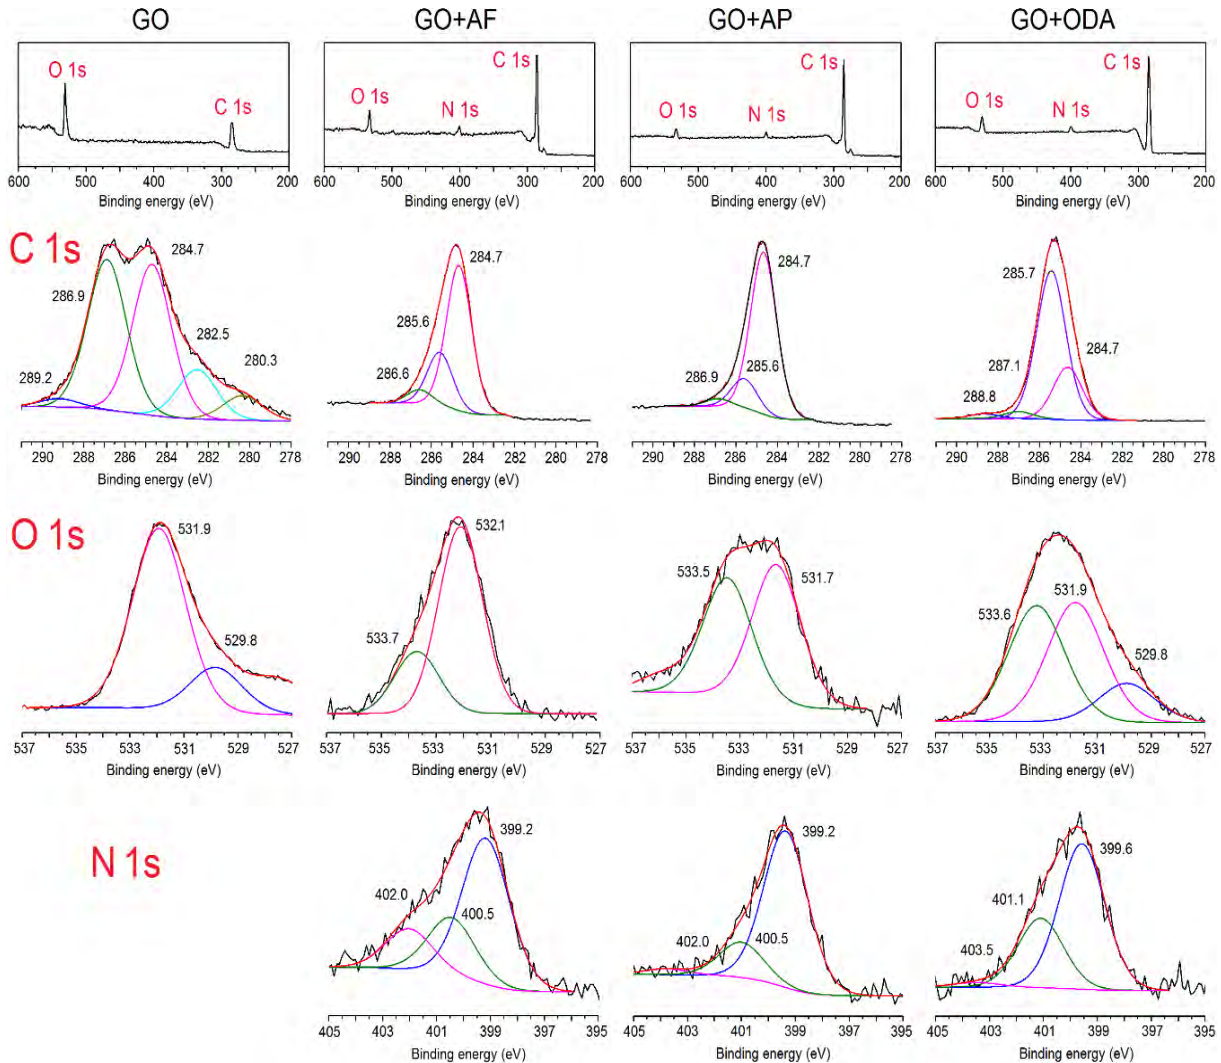 GO
GO+AF
GO+AP
GO+ODA
O 1s
C 1s
600 500 400 300 200
Binding energy (eV)
C 1s
O 1s
N 1s
600 500 400 300 200
Binding energy (eV)
C 1s
O 1s
N 1s
600 500 400 300 200
Binding energy (eV)
C 1s
O 1s
N 1s
600 500 400 300 200
Binding energy (eV)
C 1s
284.7
286.9
282.5
280.3
289.2
290 288 286 284 282 280 278
Binding energy (eV)
284.7
285.6
286.6
290 288 286 284 282 280 278
Binding energy (eV)
284.7
285.6
286.9
290 288 286 284 282 280 278
Binding energy (eV)
285.7
287.1
284.7
288.8
290 288 286 284 282 280 278
Binding energy (eV)
O 1s
531.9
529.8
537 535 533 531 529 527
Binding energy (eV)
532.1
533.7
537 535 532 531 529 527
Binding energy (eV)
533.5
531.7
537 535 533 531 529 527
Binding energy (eV)
533.6
531.9
529.8
537 535 533 531 529 527
Binding energy (eV)
N 1s
399.2
402.0
400.5
405 403 401 399 397 395
Binding energy (eV)
399.2
402.0
400.5
405 404 402 399 397 395
Binding energy (eV)
399.6
401.1
403.5
405 403 401 399 397 395
Binding energy (eV)